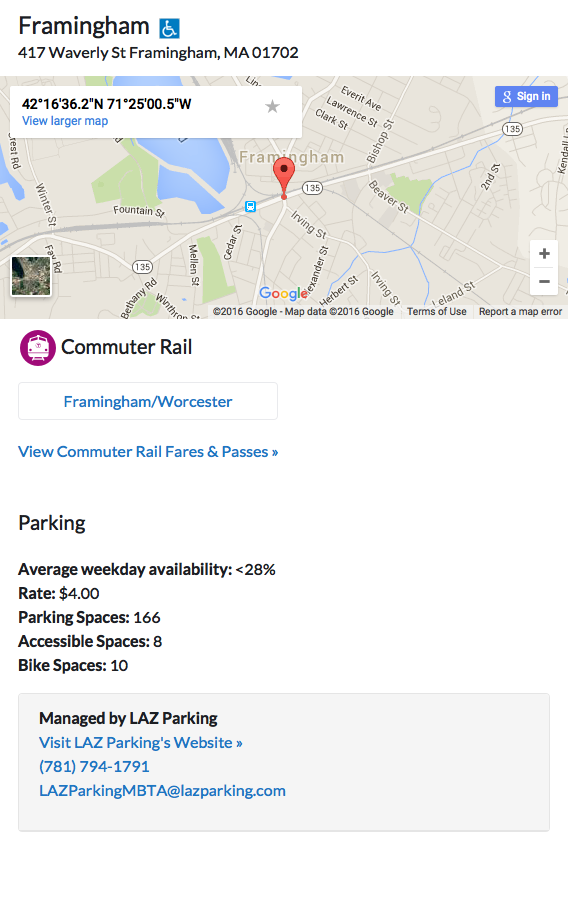 Framingham
417 Waverly St Framingham, MA 01702
42°16'36.2"N 71°25'00.5"W
View larger map
Sign in
Everit Ave
Lawrence St
Clark St
Bishop St
135
Kendall
Framingham
2nd St
135
Beaver St
Winter St
Fountain St
Irving St
Cedar St
Fay Rd
Mellen St
135
Bethany Rd
Herbert St
Irving St
Leland St
Google
©2016 Google - Map data ©2016 Google Terms of Use Report a map error
Commuter Rail
Framingham/Worcester
View Commuter Rail Fares & Passes »
Parking
Average weekday availability: <28%
Rate: $4.00
Parking Spaces: 166
Accessible Spaces: 8
Bike Spaces: 10
Managed by LAZ Parking
Visit LAZ Parking's Website »
(781) 794-1791
LAZParkingMBTA@lazparking.com